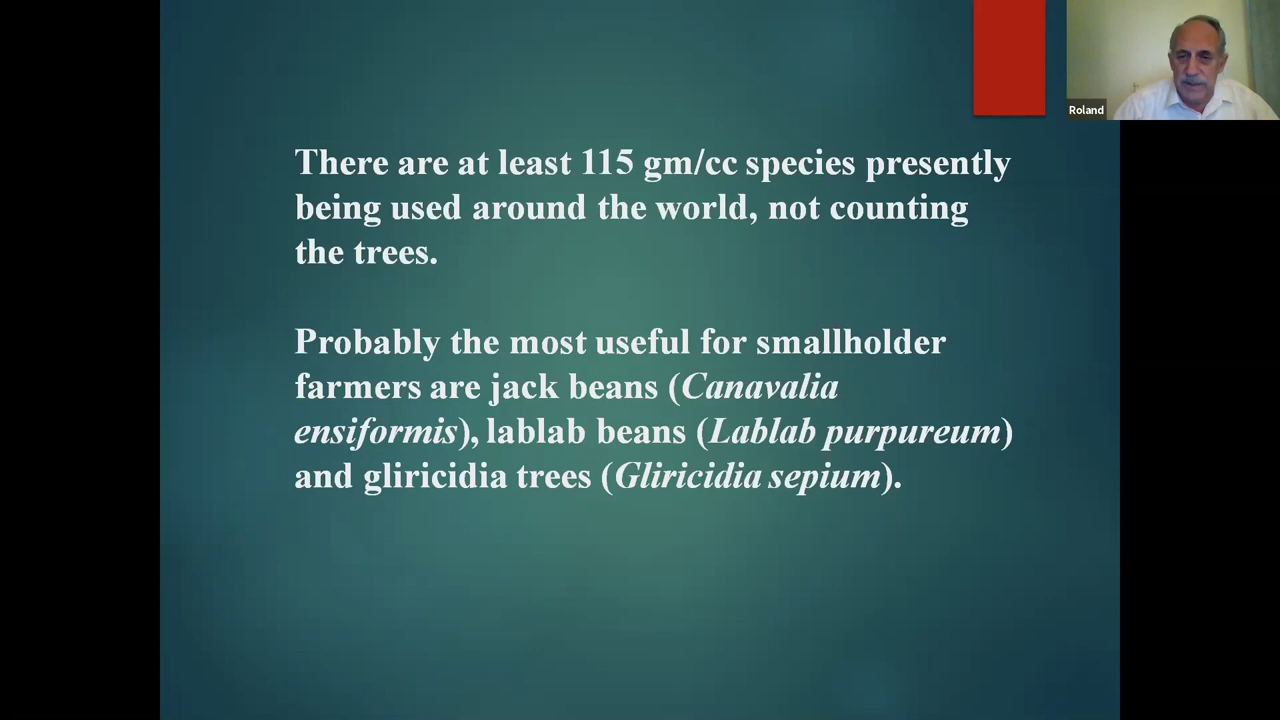 Roland
There are at least 115 gm/cc species presently
being used around the world, not counting
the trees.
Probably the most useful for smallholder
farmers are jack beans (Canavalia
ensiformis), lablab beans (Lablab purpureum)
and gliricidia trees (Gliricidia sepium).